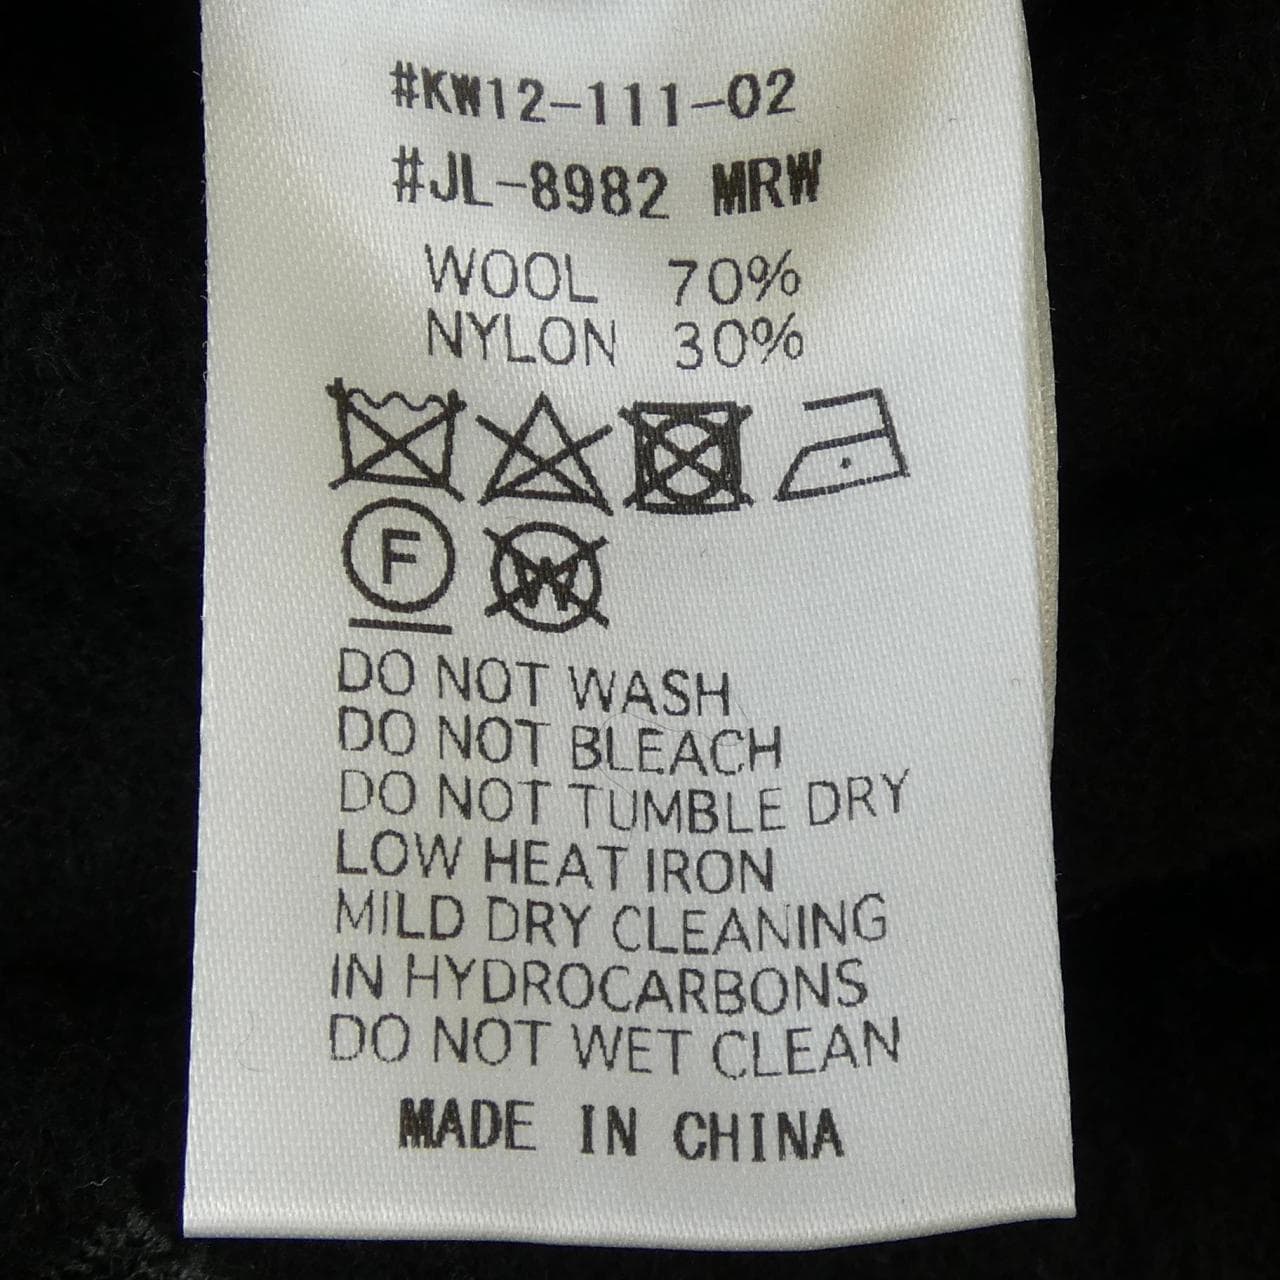 #KW12-111-02
#JL-8982 MRW
WOOL 70%
NYLON 30%
F W
DO NOT WASH
DO NOT BLEACH
DO NOT TUMBLE DRY
LOW HEAT IRON
MILD DRY CLEANING
IN HYDROCARBONS
DO NOT WET CLEAN
MADE IN CHINA